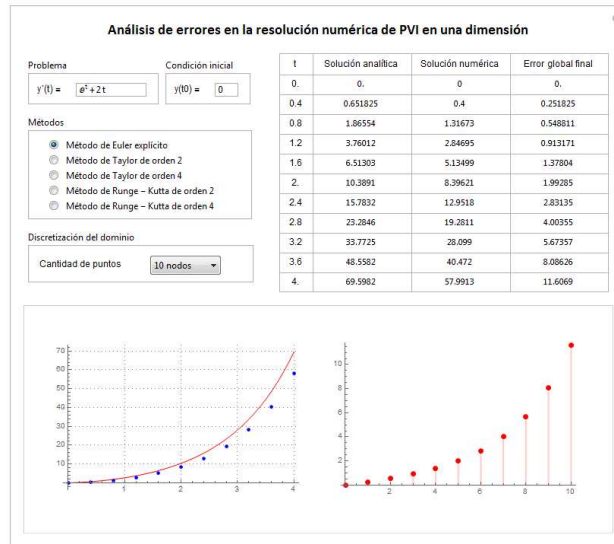 Análisis de errores en la resolución numérica de PVI en una dimensión
Problema
y'(t) = e^t + 2 t
Condición inicial
y(t0) = 0
Métodos
Método de Euler explícito
Método de Taylor de orden 2
Método de Taylor de orden 4
Método de Runge – Kutta de orden 2
Método de Runge – Kutta de orden 4
Discretización del dominio
Cantidad de puntos 10 nodos
t Solución analítica Solución numérica Error global final
0. 0. 0 0.
0.4 0.651825 0.4 0.251825
0.8 1.86554 1.31673 0.548811
1.2 3.76012 2.84695 0.913171
1.6 6.51303 5.13499 1.37804
2. 10.3891 8.39621 1.99285
2.4 15.7832 12.9518 2.83135
2.8 23.2846 19.2811 4.00355
3.2 33.7725 28.099 5.67357
3.6 48.5582 40.472 8.08626
4. 69.5982 57.9913 11.6069
70
60
50
40
30
20
10
1 2 3 4
10
8
6
4
2
2 4 6 8 10